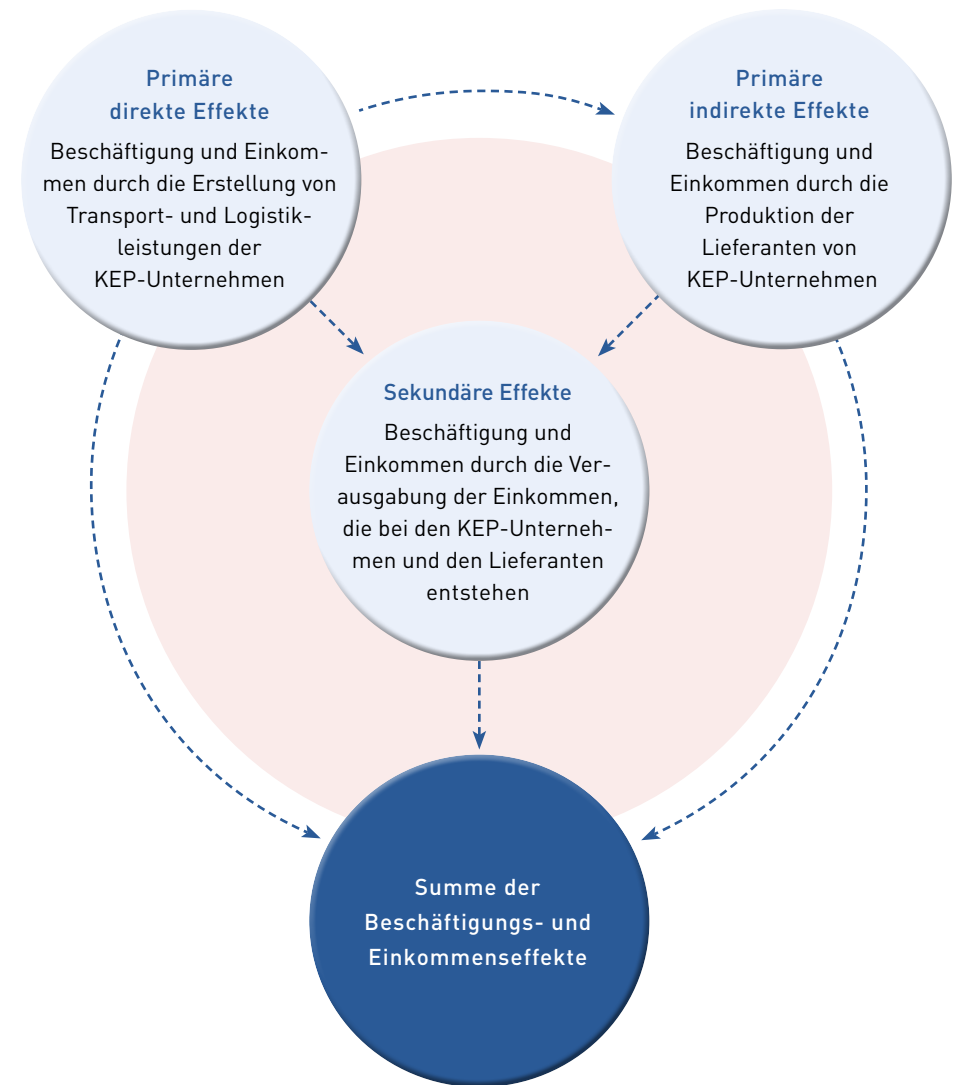 Primäre
direkte Effekte
Beschäftigung und Einkom-
men durch die Erstellung von
Transport- und Logistik-
leistungen der
KEP-Unternehmen
Primäre
indirekte Effekte
Beschäftigung und
Einkommen durch die
Produktion der
Lieferanten von
KEP-Unternehmen
Sekundäre Effekte
Beschäftigung und
Einkommen durch die Ver-
ausgabung der Einkommen,
die bei den KEP-Unterneh-
men und den Lieferanten
entstehen
Summe der
Beschäftigungs- und
Einkommenseffekte